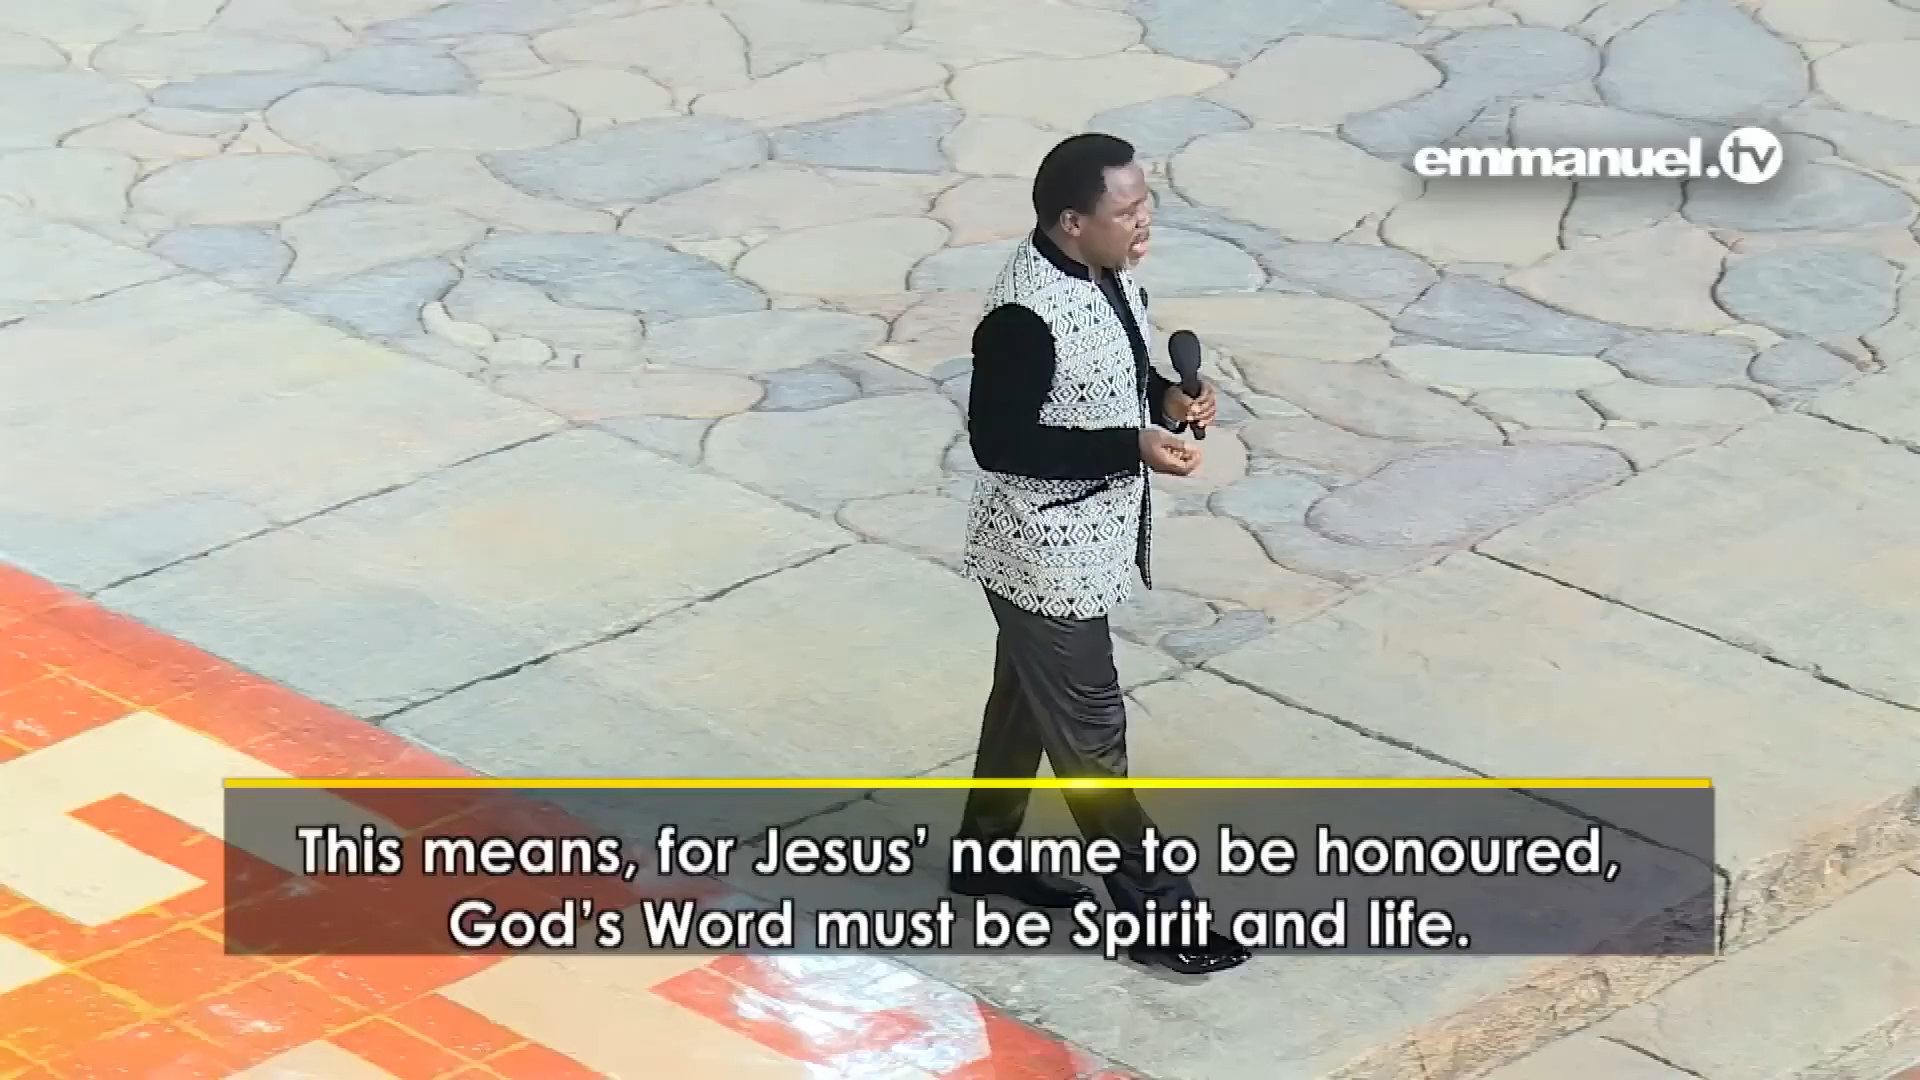 emmanuel.tv
This means, for Jesus' name to be honoured,
God's Word must be Spirit and life.